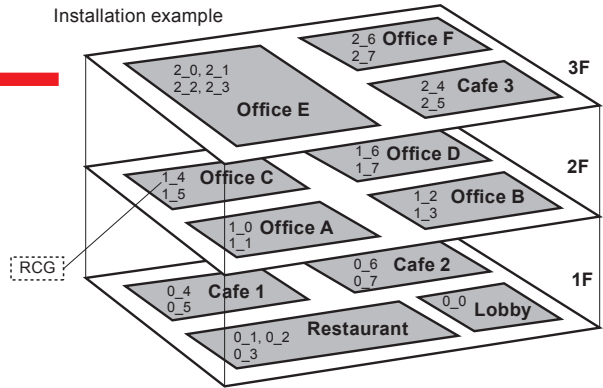 Installation example
2_6 Office F
2_7
2_0, 2_1
2_2, 2_3
Office E
2_4 Cafe 3
2_5
3F
1_6 Office D
1_7
1_4 Office C
1_5
1_2 Office B
1_3
1_0 Office A
1_1
2F
RCG
0_6 Cafe 2
0_7
0_4 Cafe 1
0_5
0_0 Lobby
0_1, 0_2 Restaurant
0_3
1F